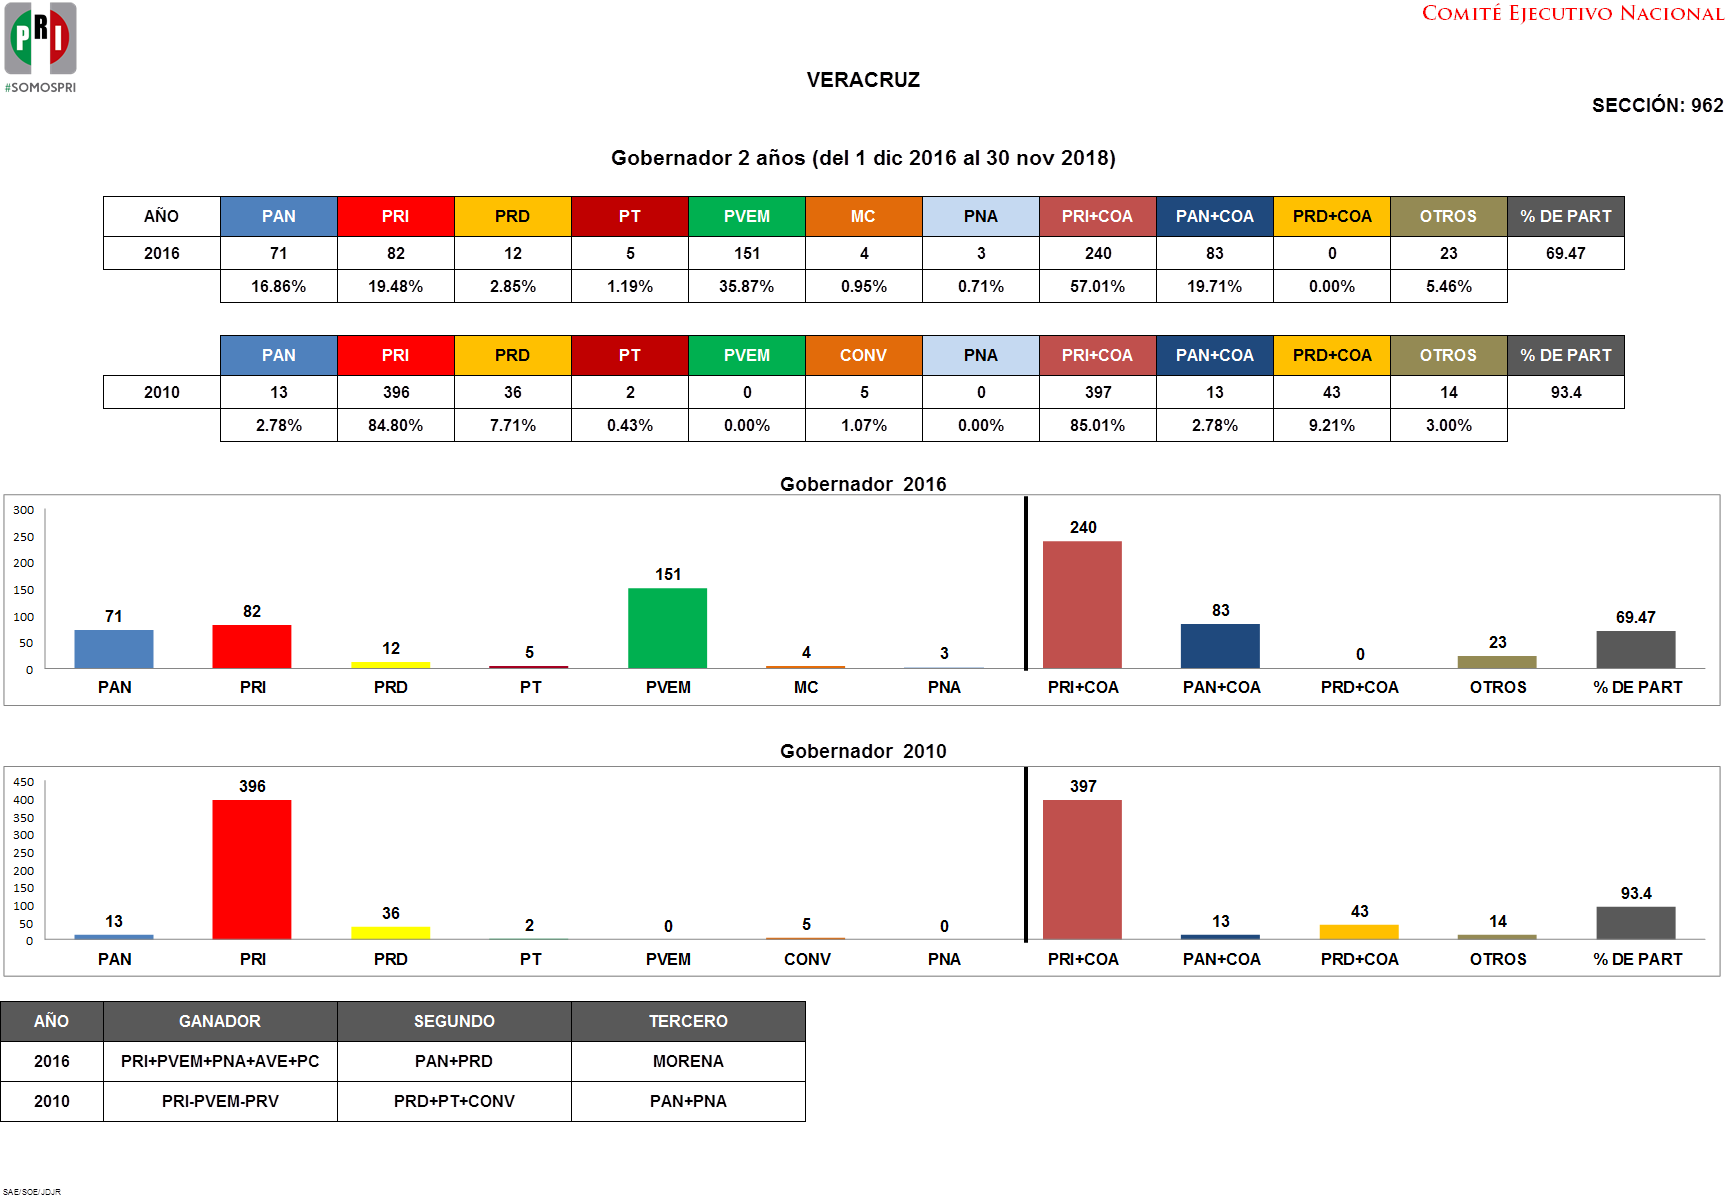 PRI
#SOMOSPRI
COMITÉ EJECUTIVO NACIONAL
VERACRUZ
SECCIÓN: 962
Gobernador 2 años (del 1 dic 2016 al 30 nov 2018)
AÑO PAN PRI PRD PT PVEM MC PNA PRI+COA PAN+COA PRD+COA OTROS % DE PART
2016 71 82 12 5 151 4 3 240 83 0 23 69.47
16.86% 19.48% 2.85% 1.19% 35.87% 0.95% 0.71% 57.01% 19.71% 0.00% 5.46%
PAN PRI PRD PT PVEM CONV PNA PRI+COA PAN+COA PRD+COA OTROS % DE PART
2010 13 396 36 2 0 5 0 397 13 43 14 93.4
2.78% 84.80% 7.71% 0.43% 0.00% 1.07% 0.00% 85.01% 2.78% 9.21% 3.00%
Gobernador 2016
300
250
200
150
100
50
0
71 82 12 5 151 4 3 240 83 0 23 69.47
PAN PRI PRD PT PVEM MC PNA PRI+COA PAN+COA PRD+COA OTROS % DE PART
Gobernador 2010
450
400
350
300
250
200
150
100
50
0
13 396 36 2 0 5 0 397 13 43 14 93.4
PAN PRI PRD PT PVEM CONV PNA PRI+COA PAN+COA PRD+COA OTROS % DE PART
AÑO GANADOR SEGUNDO TERCERO
2016 PRI+PVEM+PNA+AVE+PC PAN+PRD MORENA
2010 PRI-PVEM-PRV PRD+PT+CONV PAN+PNA
SAE/SOE/JDJR